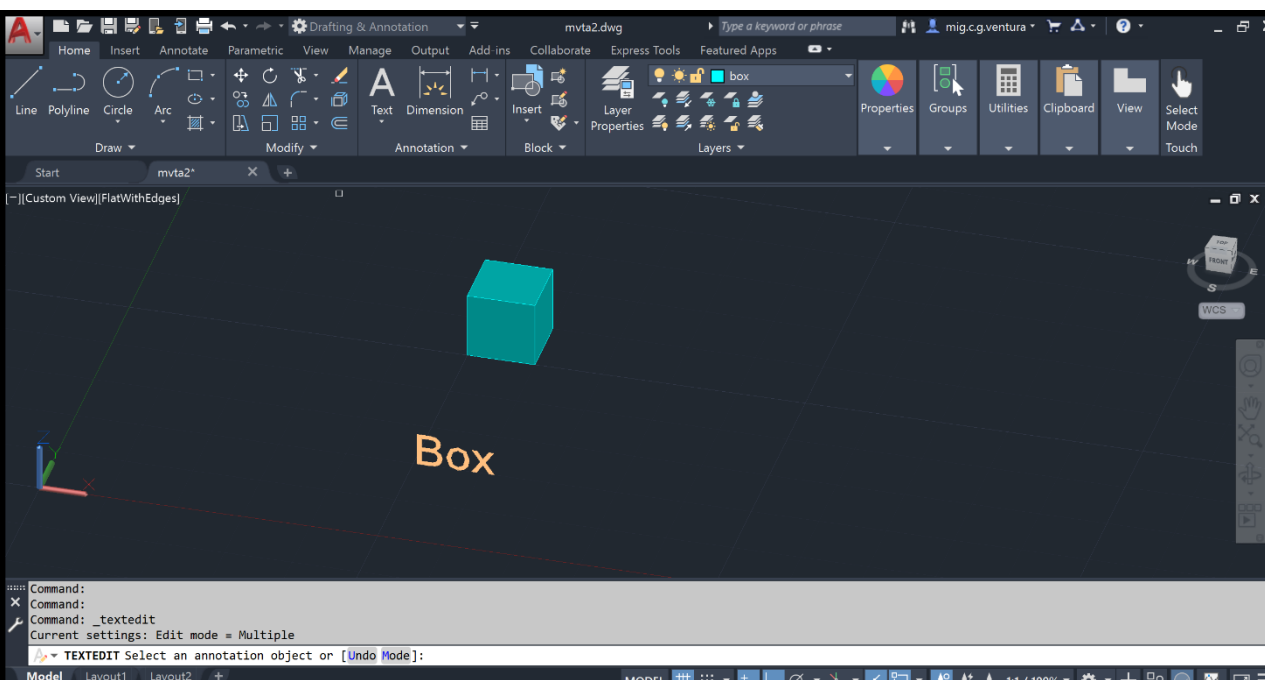 A Drafting & Annotation mvta2.dwg Type a keyword or phrase mig.c.g.ventura ?
Home Insert Annotate Parametric View Manage Output Add-ins Collaborate Express Tools Featured Apps
box
Line Polyline Circle Arc A Text Dimension Insert Layer Properties Properties Groups Utilities Clipboard View Select Mode
Draw Modify Annotation Block Layers Touch
Start mvta2* X +
[-][Custom View][FlatWithEdges]
TOP
W FRONT E
S
WCS
Box
Z
Y
X
Command:
Command:
Command: _textedit
Current settings: Edit mode = Multiple
TEXTEDIT Select an annotation object or [Undo Mode]:
Model Layout1 Layout2 + MODEL 1:1 / 100%